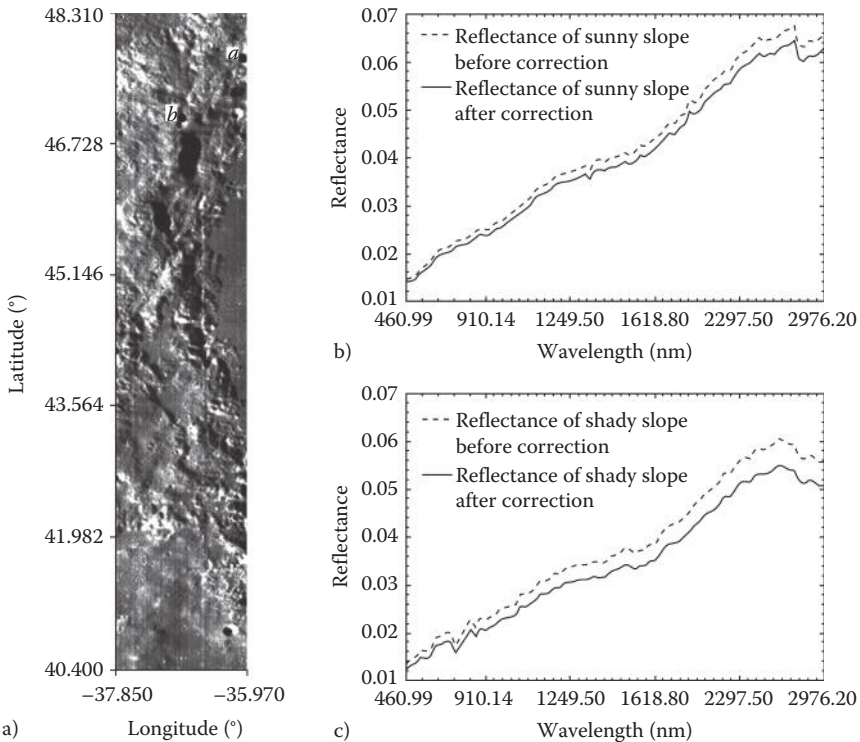 48.310
46.728
45.146
43.564
41.982
40.400
Latitude (°)
−37.850
−35.970
Longitude (°)
a
b
a)
0.07
0.06
0.05
0.04
0.03
0.02
0.01
Reflectance
Reflectance of sunny slope
before correction
Reflectance of sunny slope
after correction
460.99 910.14 1249.50 1618.80 2297.50 2976.20
Wavelength (nm)
b)
0.07
0.06
0.05
0.04
0.03
0.02
0.01
Reflectance
Reflectance of shady slope
before correction
Reflectance of shady slope
after correction
460.99 910.14 1249.50 1618.80 2297.50 2976.20
Wavelength (nm)
c)